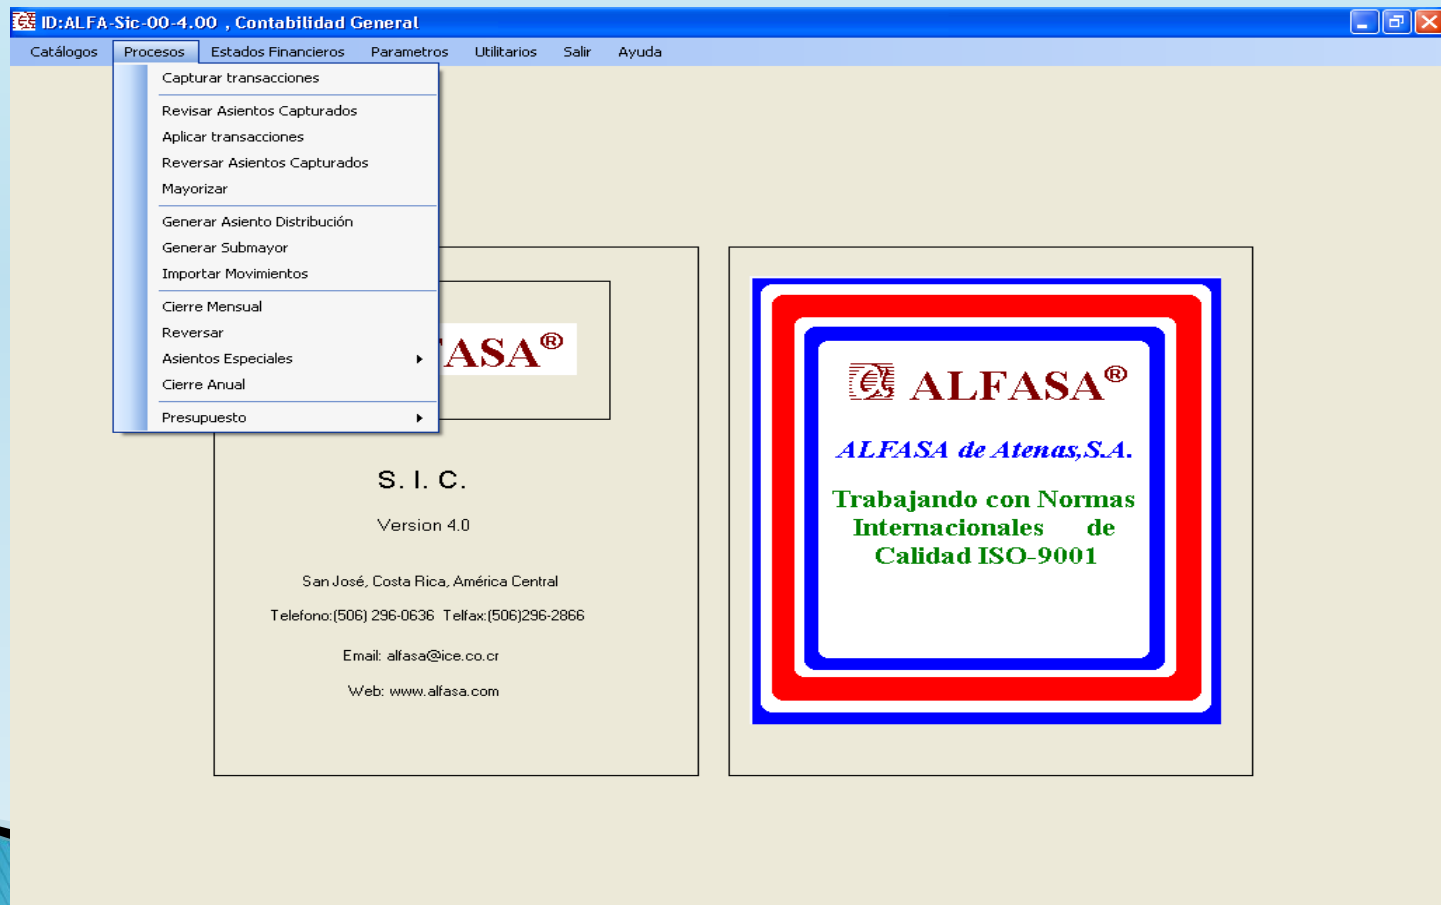 ID:ALFA-Sic-00-4.00 , Contabilidad General
Catálogos Procesos Estados Financieros Parametros Utilitarios Salir Ayuda
Capturar transacciones
Revisar Asientos Capturados
Aplicar transacciones
Reversar Asientos Capturados
Mayorizar
Generar Asiento Distribución
Generar Submayor
Importar Movimientos
Cierre Mensual
Reversar
Asientos Especiales
Cierre Anual
Presupuesto
ASA®
S. I. C.
Version 4.0
San José, Costa Rica, América Central
Telefono:(506) 296-0636 Telfax:(506)296-2866
Email: alfasa@ice.co.cr
Web: www.alfasa.com
ALFASA®
ALFASA de Atenas,S.A.
Trabajando con Normas
Internacionales de
Calidad ISO-9001